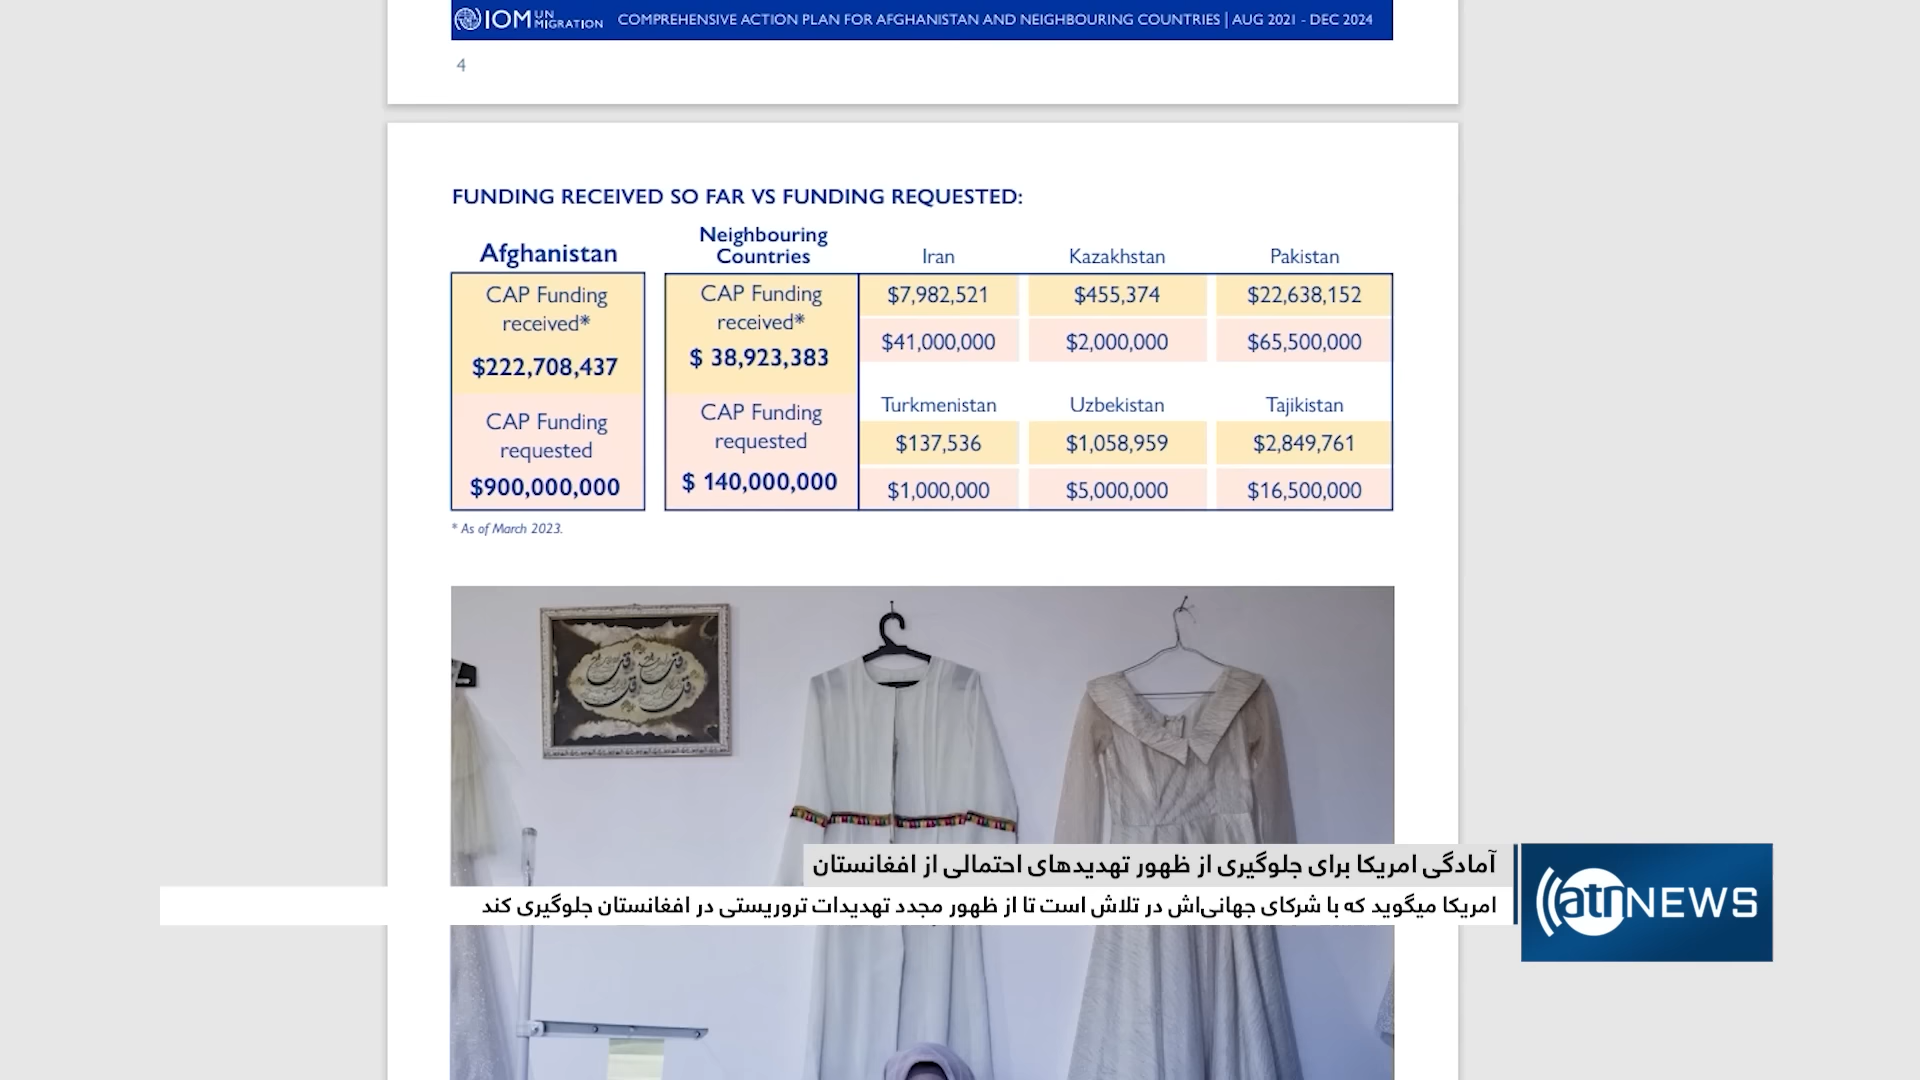 IOM UN MIGRATION COMPREHENSIVE ACTION PLAN FOR AFGHANISTAN AND NEIGHBOURING COUNTRIES | AUG 2021 - DEC 2024
4
FUNDING RECEIVED SO FAR VS FUNDING REQUESTED:
Afghanistan
CAP Funding
received*
$222,708,437
CAP Funding
requested
$900,000,000
Neighbouring
Countries
CAP Funding
received*
$ 38,923,383
CAP Funding
requested
$ 140,000,000
Iran Kazakhstan Pakistan
$7,982,521 $455,374 $22,638,152
$41,000,000 $2,000,000 $65,500,000
Turkmenistan Uzbekistan Tajikistan
$137,536 $1,058,959 $2,849,761
$1,000,000 $5,000,000 $16,500,000
* As of March 2023.
آمادگی امریکا برای جلوگیری از ظهور تهدیدهای احتمالی از افغانستان
امریکا میگوید که با شرکای جهانی‌اش در تلاش است تا از ظهور مجدد تهدیدات تروریستی در افغانستان جلوگیری کند
atn NEWS